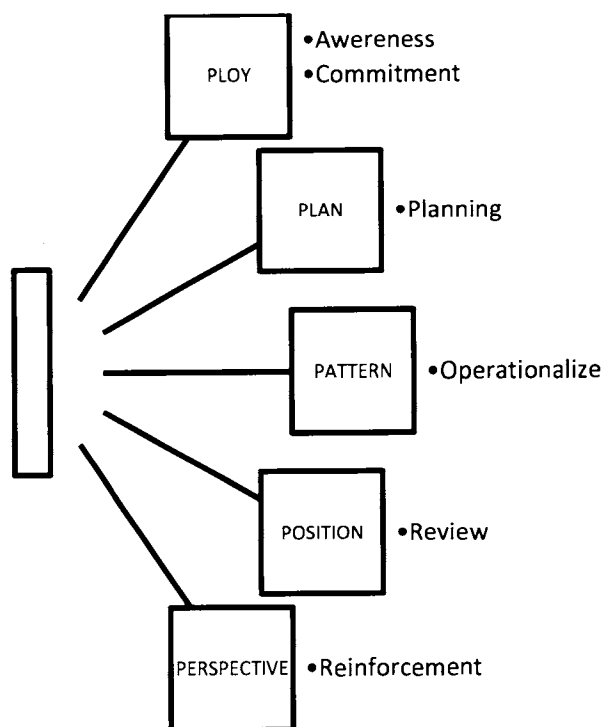 PLOY
•Awereness
•Commitment
PLAN
•Planning
PATTERN
•Operationalize
POSITION
•Review
PERSPECTIVE
•Reinforcement